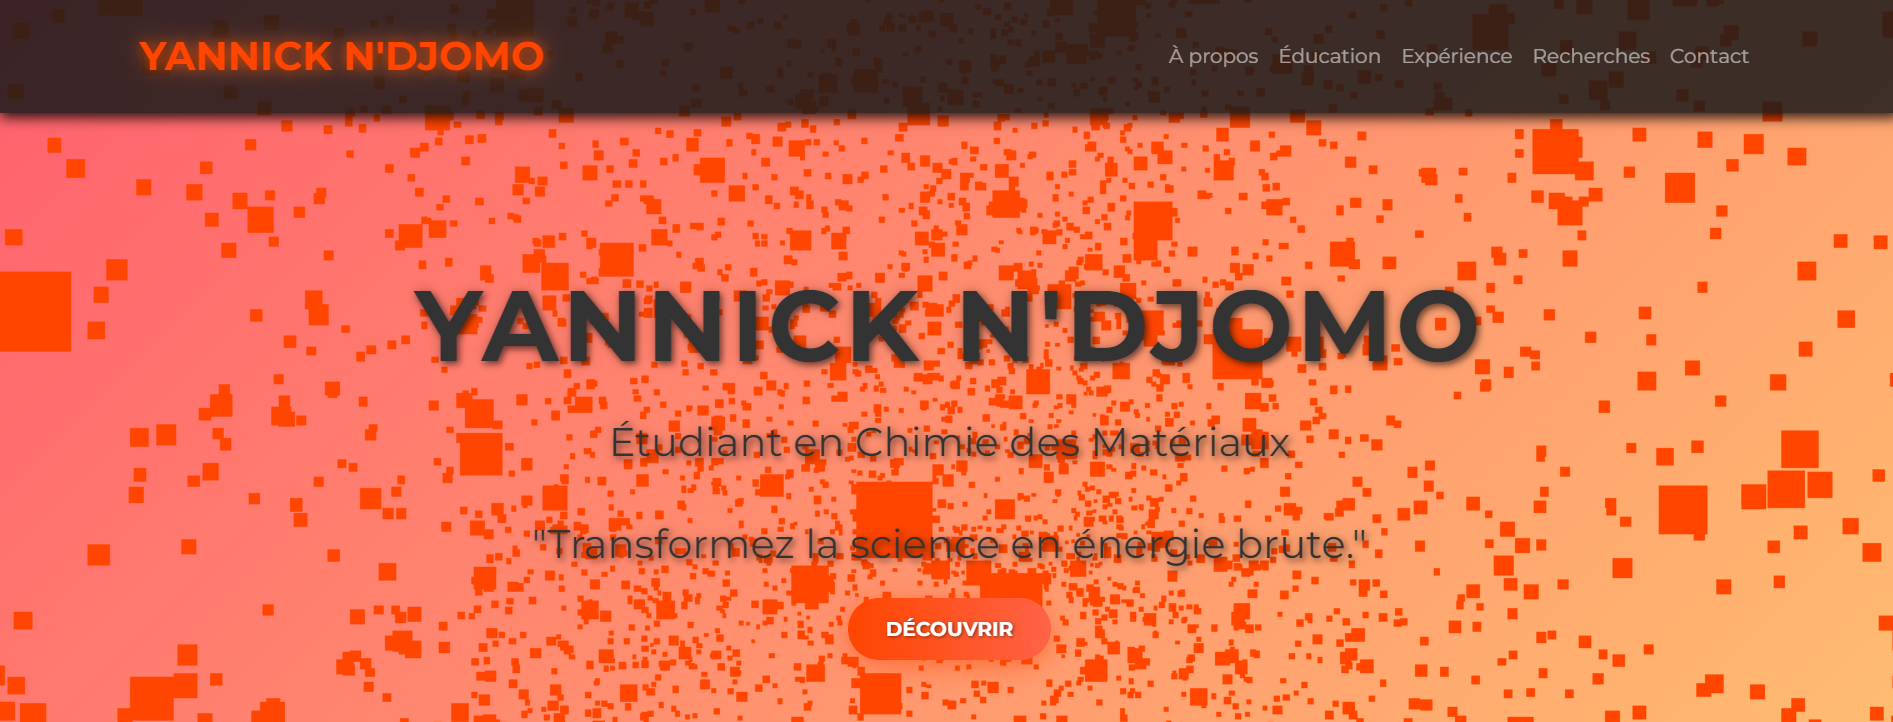 YANNICK N'DJOMO
À propos Éducation Expérience Recherches Contact
YANNICK N'DJOMO
Étudiant en Chimie des Matériaux
"Transformez la science en énergie brute."
DÉCOUVRIR